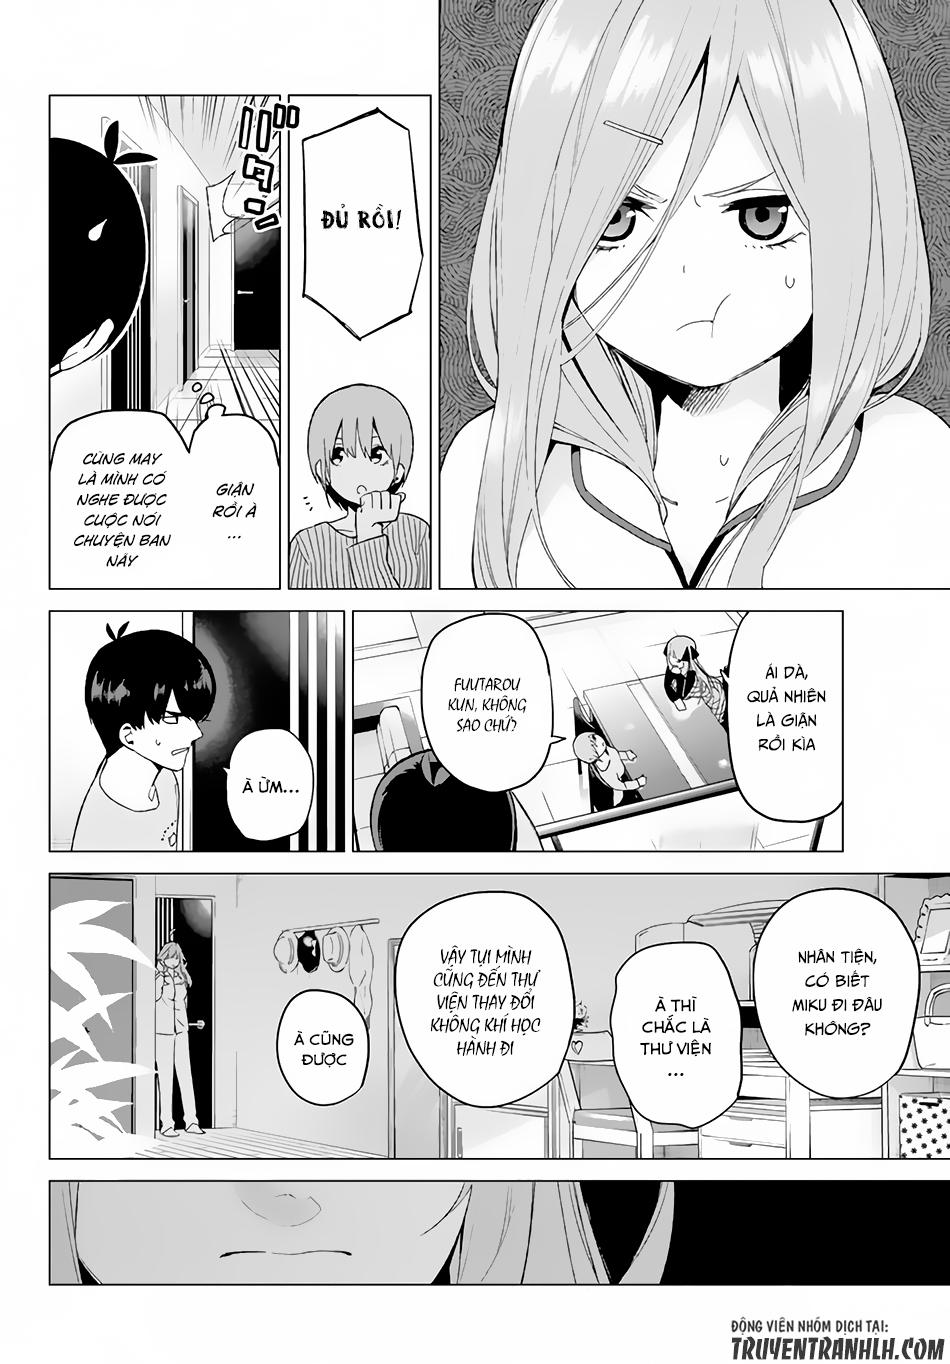 ĐỦ RỒI!
バタン!
GIẬN
RỒI À
...
CŨNG MAY
LÀ MÌNH CÓ
NGHE ĐƯỢC
CUỘC NÓI
CHUYỆN BAN
NÃY
ÁI DÀ,
QUẢ NHIÊN
LÀ GIẬN
RỒI KÌA
FUUTAROU
KUN, KHÔNG
SAO CHỨ?
À ỪM...
NHÂN TIỆN,
CÓ BIẾT
MIKU ĐI ĐÂU
KHÔNG?
À THÌ
CHẮC LÀ
THƯ VIỆN
...
VẬY TỤI MÌNH
CŨNG ĐẾN THƯ
VIỆN THAY ĐỔI
KHÔNG KHÍ HỌC
HÀNH ĐI
À CŨNG
ĐƯỢC
ĐỘNG VIÊN NHÓM DỊCH TẠI:
TRUYENTRANHLH.COM